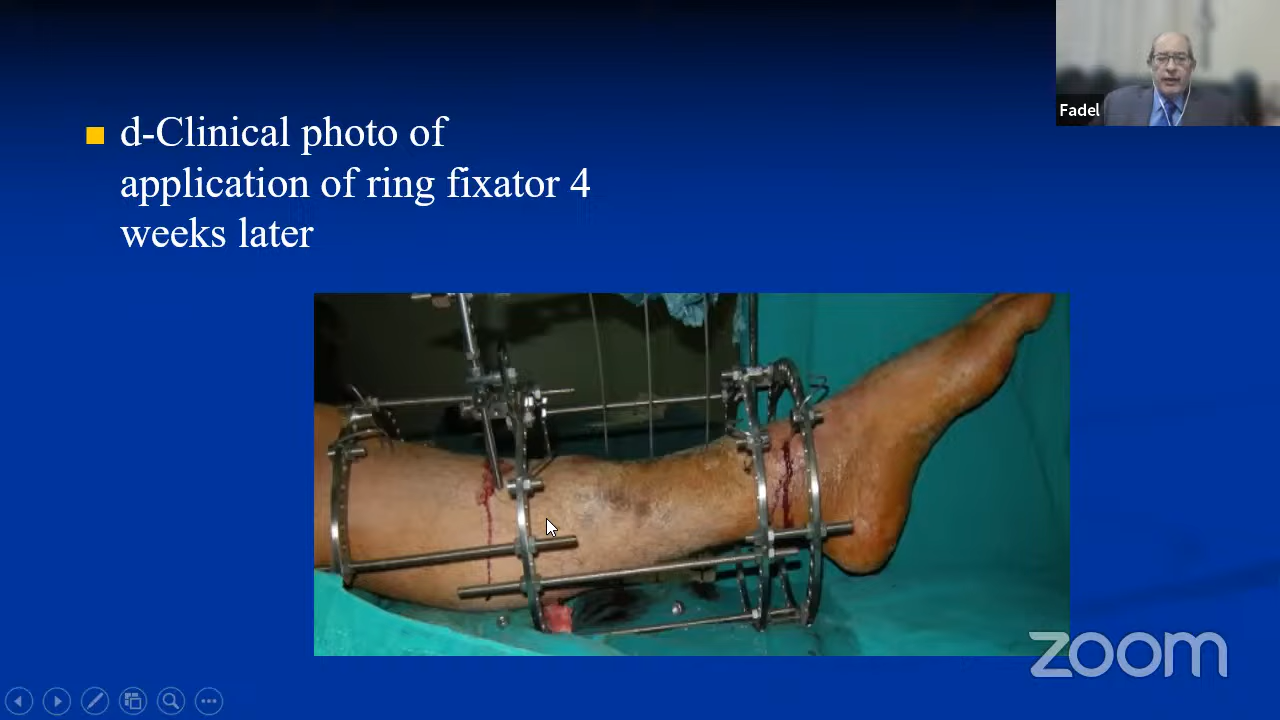 d-Clinical photo of
application of ring fixator 4
weeks later
Fadel
zoom